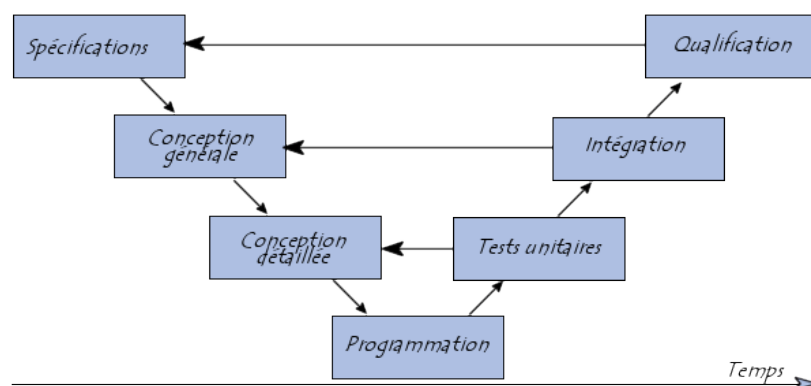 Spécifications
Qualification
Conception
générale
Intégration
Conception
détaillée
Tests unitaires
Programmation
Temps